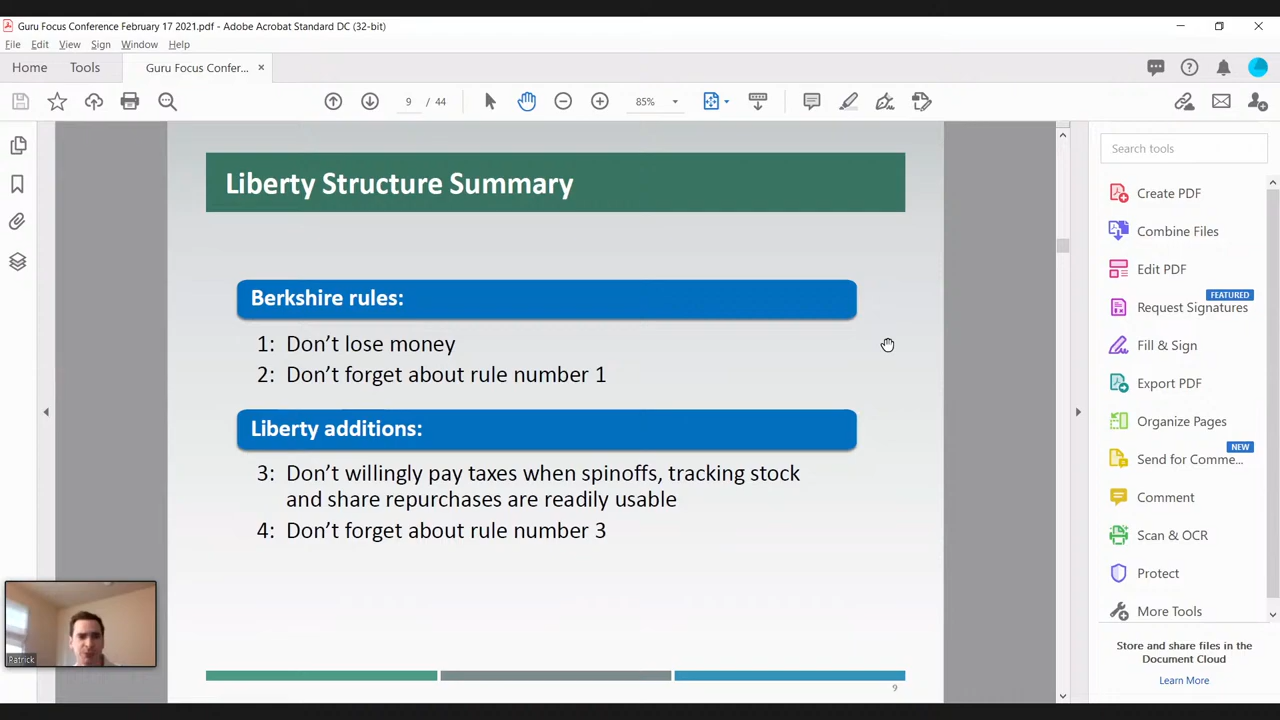 Guru Focus Conference February 17 2021.pdf - Adobe Acrobat Standard DC (32-bit)
File Edit View Sign Window Help
Home Tools Guru Focus Confer... ×
9 / 44 85%
Liberty Structure Summary
Berkshire rules:
1: Don't lose money
2: Don't forget about rule number 1
Liberty additions:
3: Don't willingly pay taxes when spinoffs, tracking stock
and share repurchases are readily usable
4: Don't forget about rule number 3
9
Patrick
Search tools
Create PDF
Combine Files
Edit PDF
FEATURED
Request Signatures
Fill & Sign
Export PDF
Organize Pages
NEW
Send for Comme...
Comment
Scan & OCR
Protect
More Tools
Store and share files in the
Document Cloud
Learn More